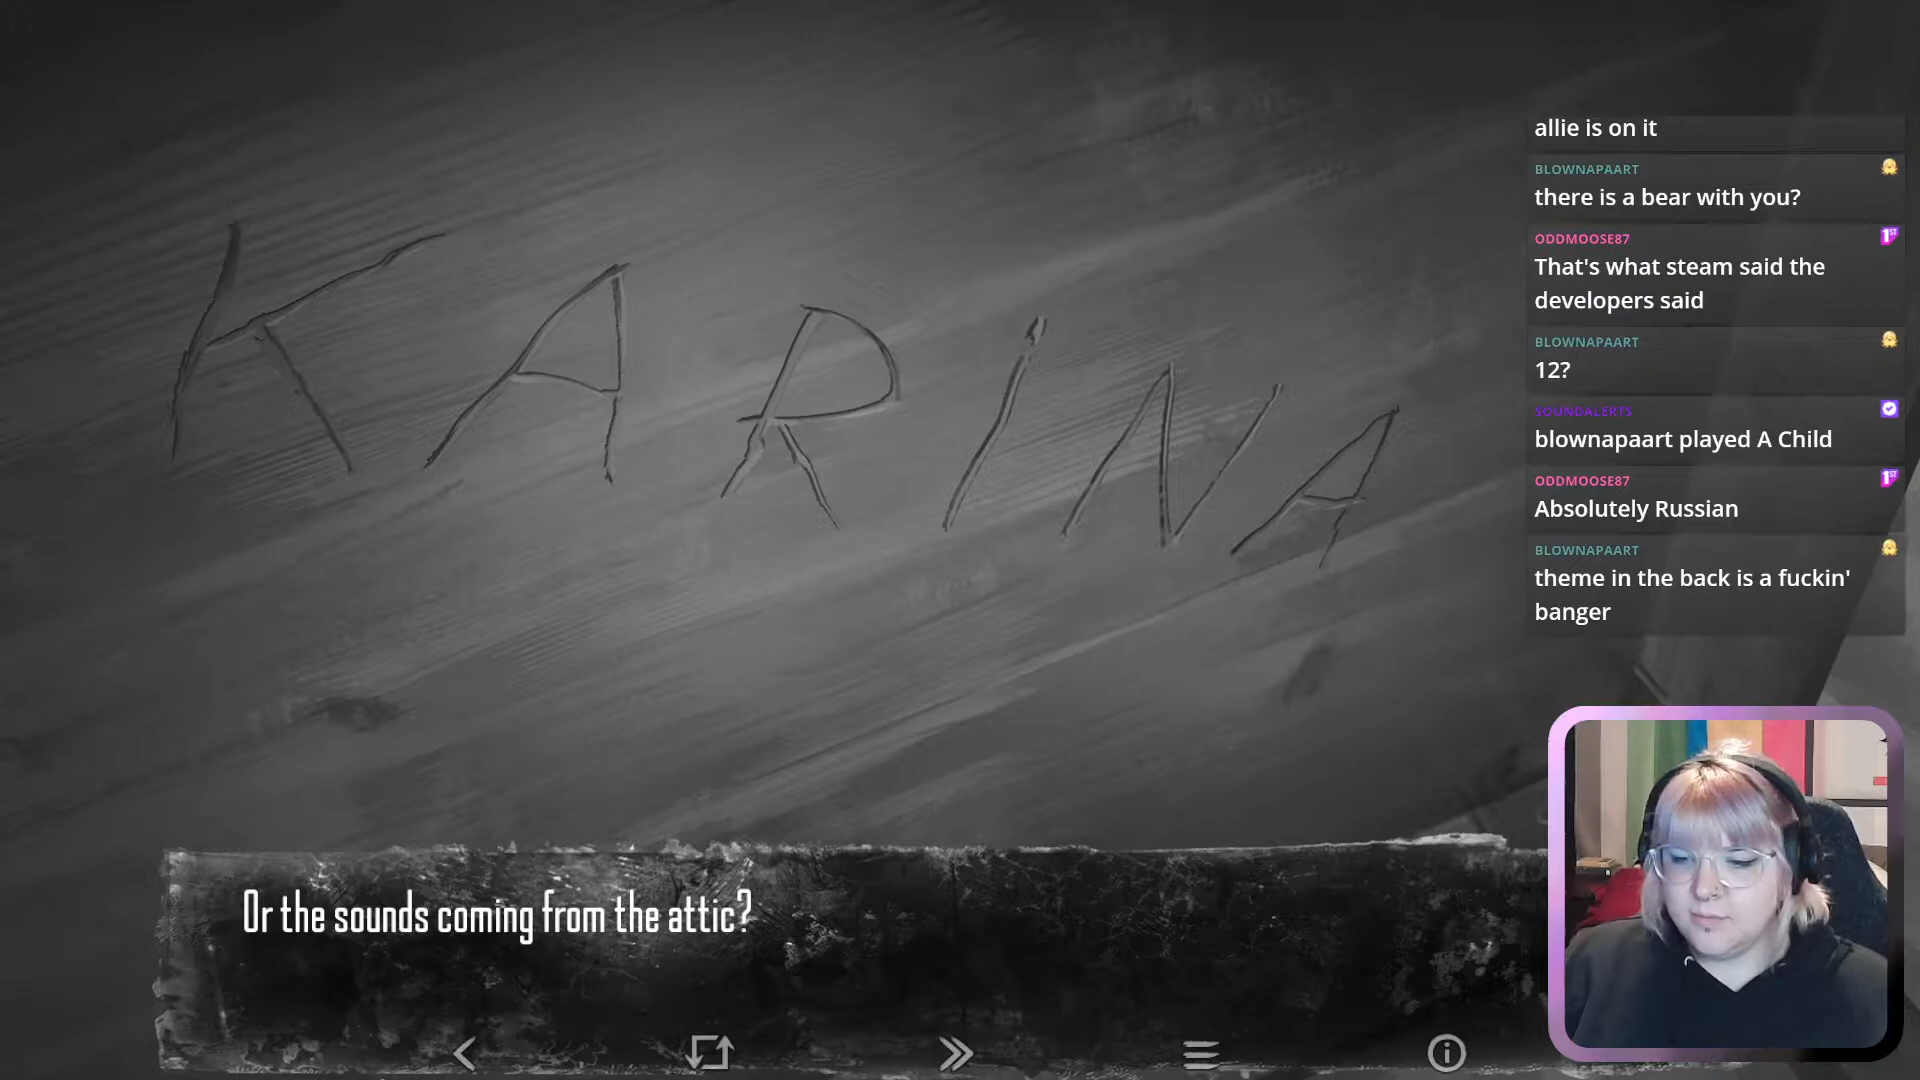 KARiNA
allie is on it
BLOWNAPAART
there is a bear with you?
ODDMOOSE87
1ST
That's what steam said the
developers said
BLOWNAPAART
12?
SOUNDALERTS
blownapaart played A Child
ODDMOOSE87
1ST
Absolutely Russian
BLOWNAPAART
theme in the back is a fuckin'
banger
Or the sounds coming from the attic?